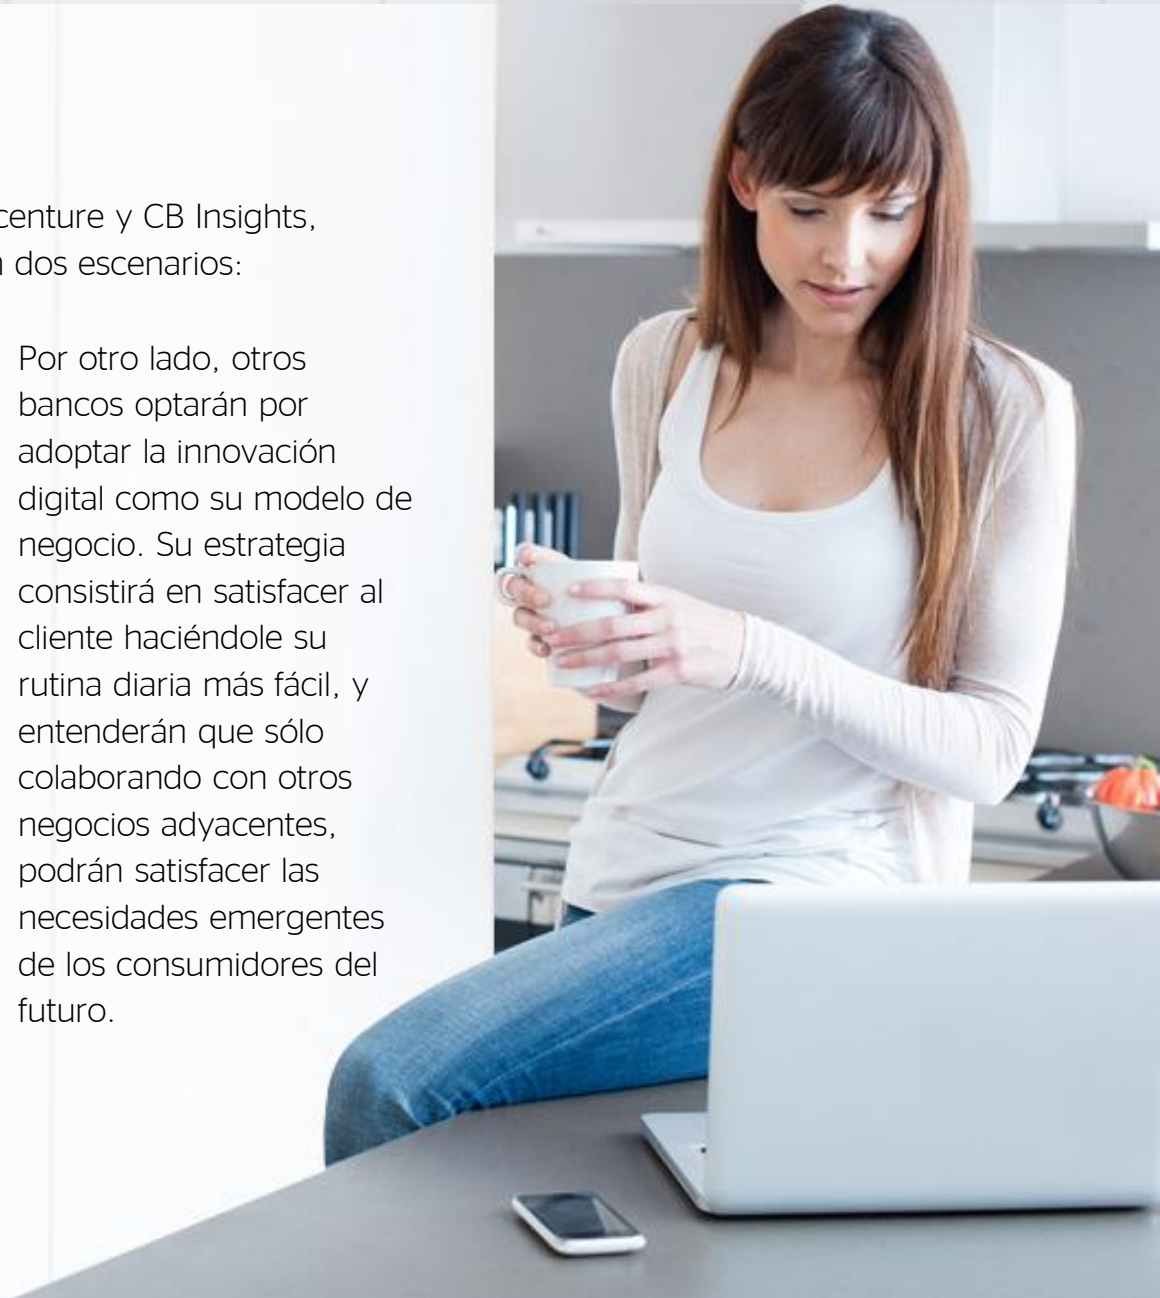 y CB Insights,
dos escenarios:
Por otro lado, otros
bancos optarán por
adoptar la innovación
digital como su modelo de
negocio. Su estrategia
consistirá en satisfacer al
cliente haciéndole su
rutina diaria más fácil, y
entenderán que sólo
colaborando con otros
negocios adyacentes,
podrán satisfacer las
necesidades emergentes
de los consumidores del
futuro.